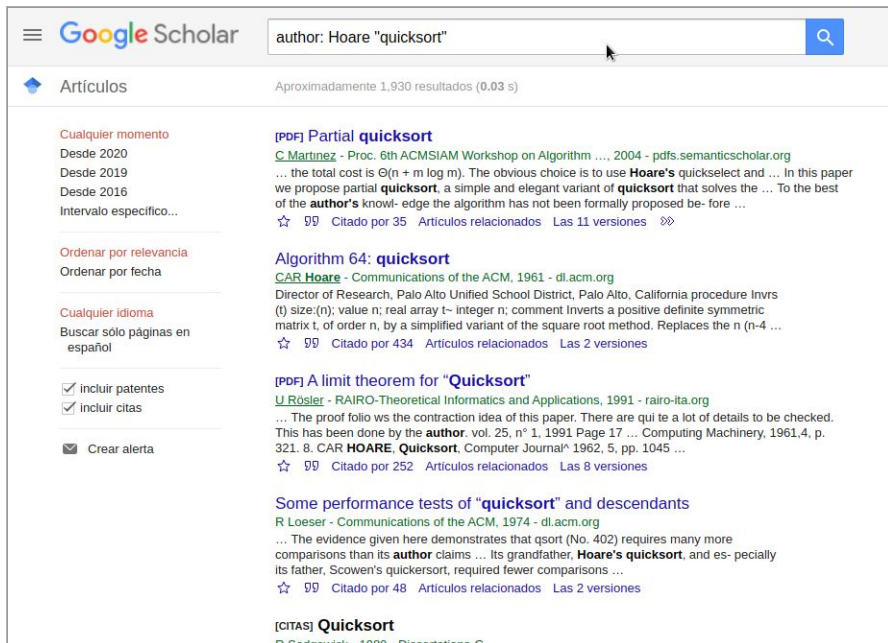 Google Scholar
author: Hoare "quicksort"
Artículos
Aproximadamente 1,930 resultados (0.03 s)
Cualquier momento
Desde 2020
Desde 2019
Desde 2016
Intervalo específico...
Ordenar por relevancia
Ordenar por fecha
Cualquier idioma
Buscar sólo páginas en
español
incluir patentes
incluir citas
Crear alerta
[PDF] Partial quicksort
C Martınez - Proc. 6th ACMSIAM Workshop on Algorithm …, 2004 - pdfs.semanticscholar.org
… the total cost is Θ(n + m log m). The obvious choice is to use Hoare's quickselect and … In this paper
we propose partial quicksort, a simple and elegant variant of quicksort that solves the … To the best
of the author's knowl- edge the algorithm has not been formally proposed be- fore …
Citado por 35 Artículos relacionados Las 11 versiones
Algorithm 64: quicksort
CAR Hoare - Communications of the ACM, 1961 - dl.acm.org
Director of Research, Palo Alto Unified School District, Palo Alto, California procedure Invrs
(t) size:(n); value n; real array t~ integer n; comment Inverts a positive definite symmetric
matrix t, of order n, by a simplified variant of the square root method. Replaces the n (n-4 …
Citado por 434 Artículos relacionados Las 2 versiones
[PDF] A limit theorem for “Quicksort”
U Rösler - RAIRO-Theoretical Informatics and Applications, 1991 - rairo-ita.org
… The proof folio ws the contraction idea of this paper. There are qui te a lot of details to be checked.
This has been done by the author. vol. 25, n° 1, 1991 Page 17 … Computing Machinery, 1961,4, p.
321. 8. CAR HOARE, Quicksort, Computer Journal^ 1962, 5, pp. 1045 …
Citado por 252 Artículos relacionados Las 8 versiones
Some performance tests of “quicksort” and descendants
R Loeser - Communications of the ACM, 1974 - dl.acm.org
… The evidence given here demonstrates that qsort (No. 402) requires many more
comparisons than its author claims … Its grandfather, Hoare's quicksort, and es- pecially
its father, Scowen's quickersort, required fewer comparisons …
Citado por 48 Artículos relacionados Las 2 versiones
[CITAS] Quicksort